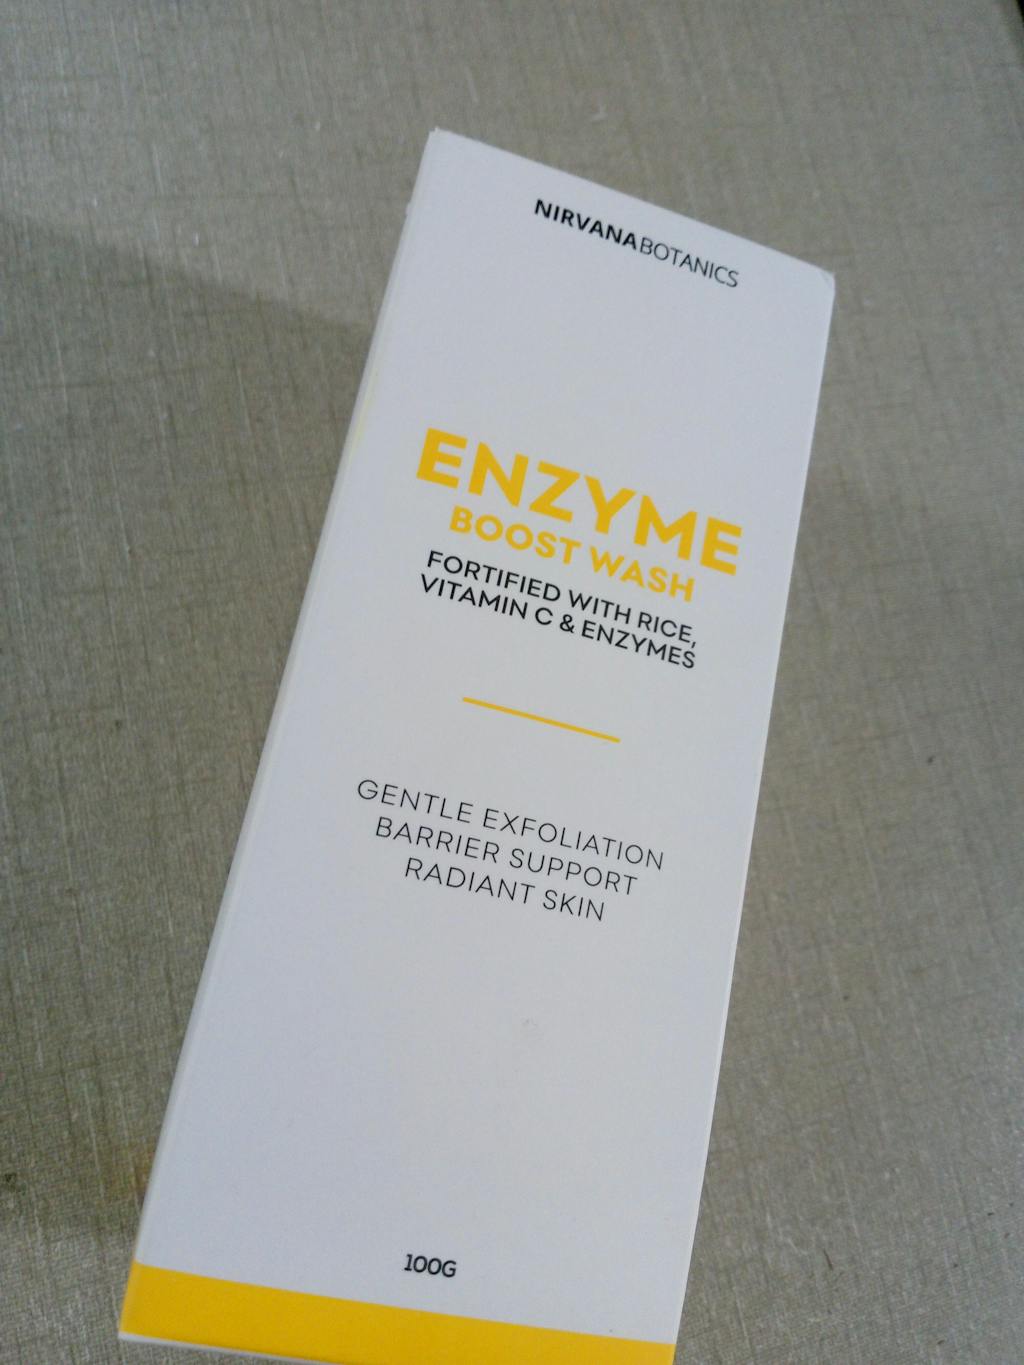 NIRVANABOTANICS
ENZYME
BOOST WASH
FORTIFIED WITH RICE,
VITAMIN C & ENZYMES
GENTLE EXFOLIATION
BARRIER SUPPORT
RADIANT SKIN
100G